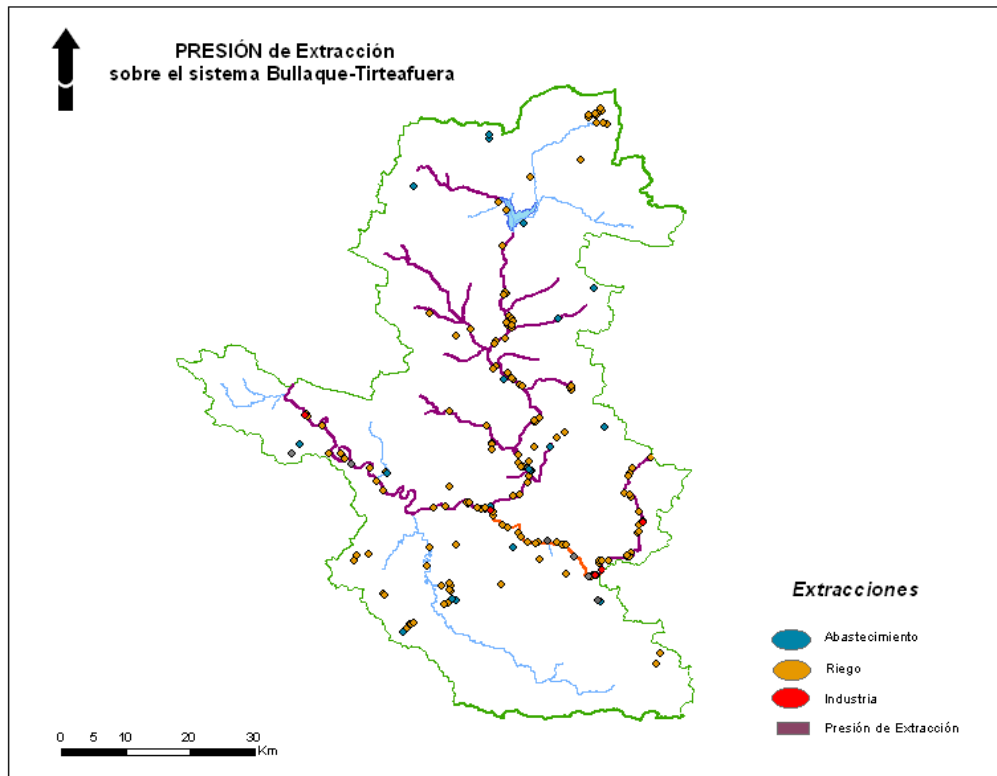 PRESIÓN de Extracción
sobre el sistema Bullaque-Tirteafuera
Extracciones
Abastecimiento
Riego
Industria
Presión de Extracción
0 5 10 20 30
Km